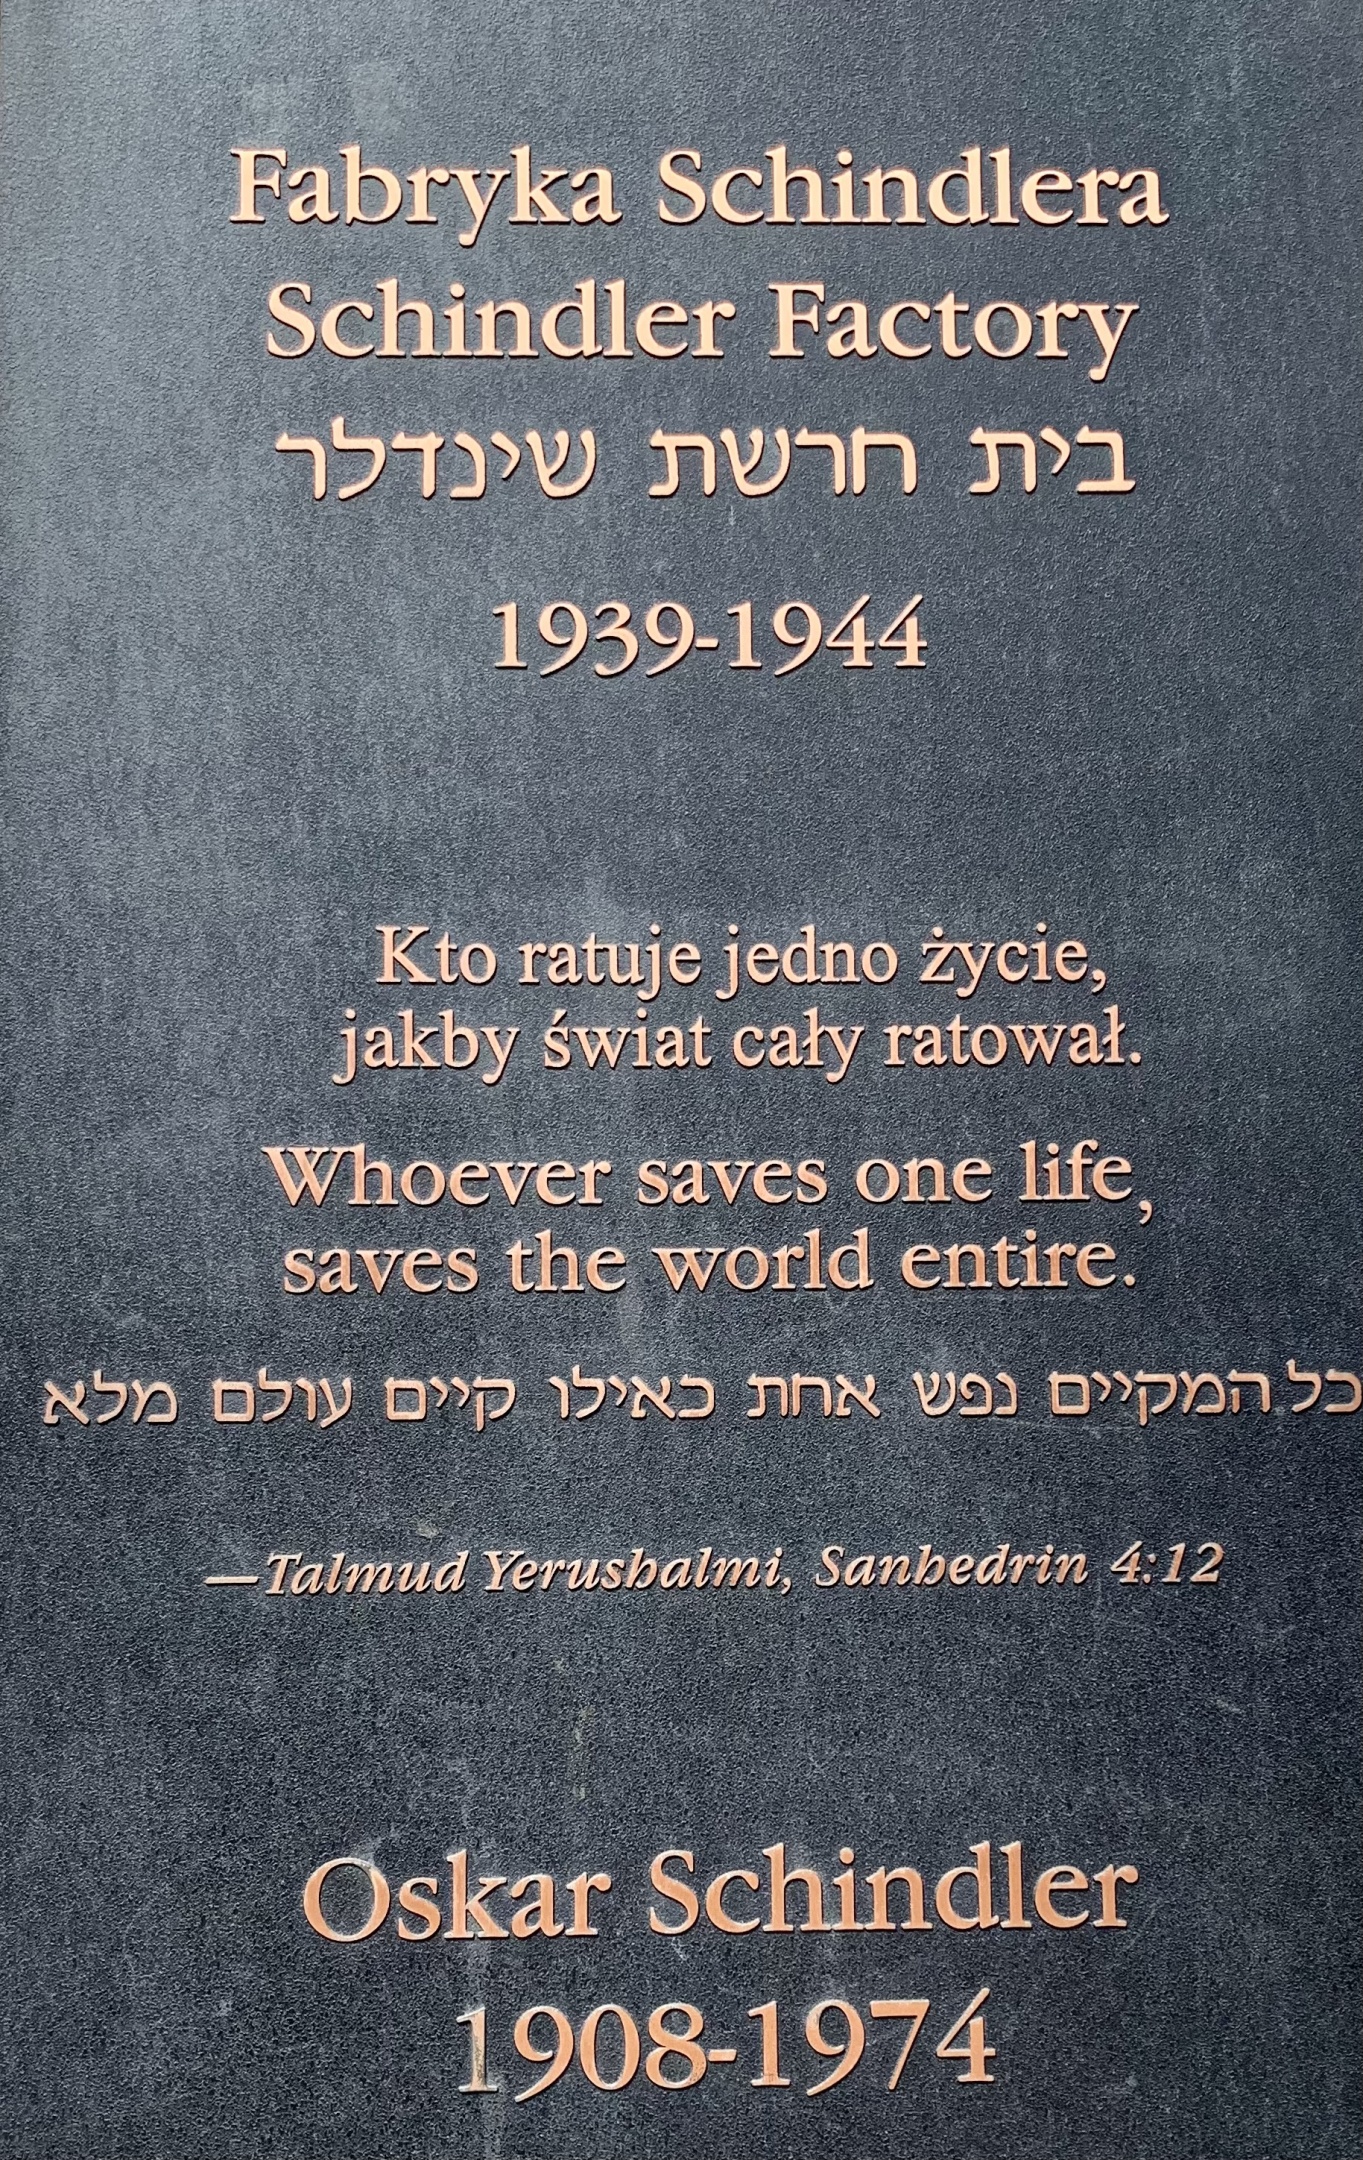 Fabryka Schindlera
Schindler Factory
בית חרשת שינדלר
1939-1944
Kto ratuje jedno życie,
jakby świat cały ratował.
Whoever saves one life,
saves the world entire.
כל המקיים נפש אחת כאילו קיים עולם מלא
—Talmud Yerushalmi, Sanhedrin 4:12
Oskar Schindler
1908-1974